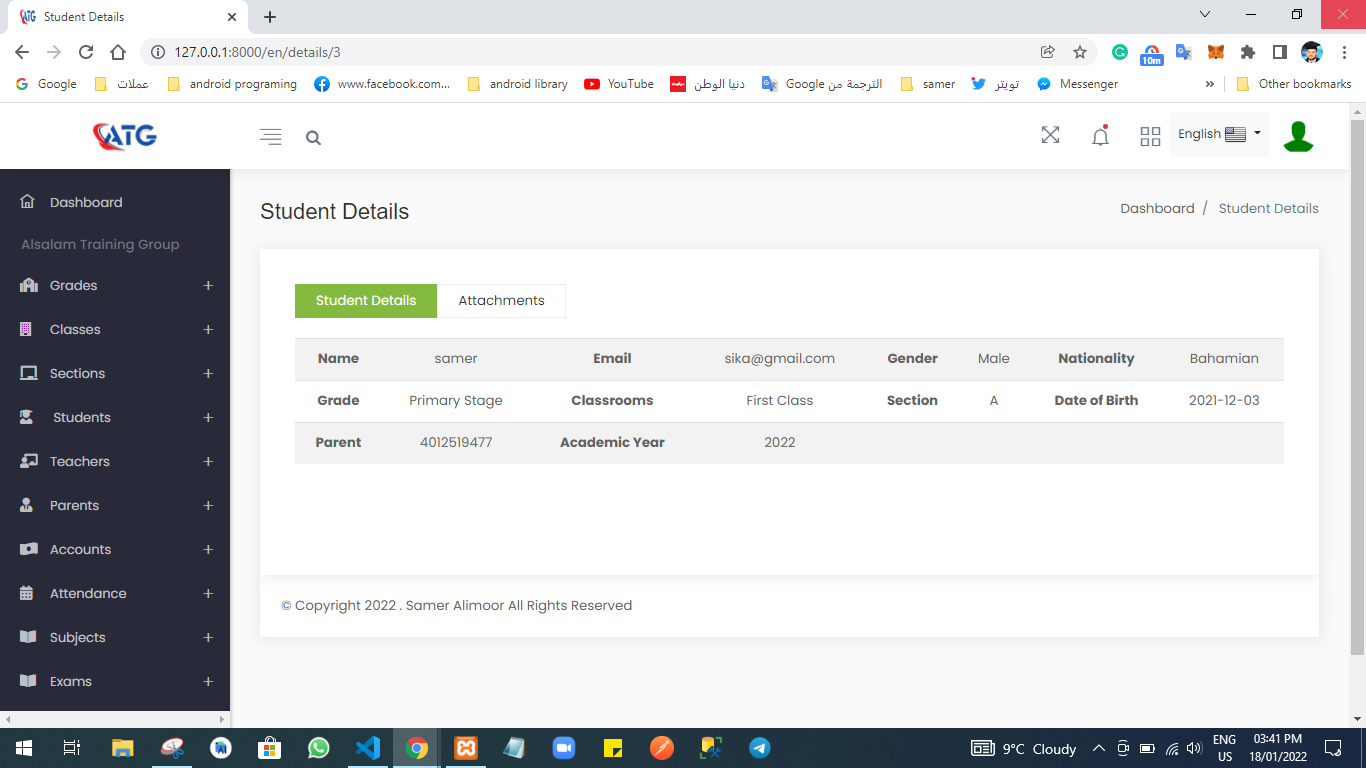 Student Details
127.0.0.1:8000/en/details/3
10m
Google عملات android programing www.facebook.com... android library YouTube دنيا الوطن الترجمة من Google samer تويتر Messenger » Other bookmarks
ATG
English
Dashboard
Alsalam Training Group
Grades +
Classes +
Sections +
Students +
Teachers +
Parents +
Accounts +
Attendance +
Subjects +
Exams +
Student Details
Dashboard / Student Details
Student Details Attachments
Name samer Email sika@gmail.com Gender Male Nationality Bahamian
Grade Primary Stage Classrooms First Class Section A Date of Birth 2021-12-03
Parent 4012519477 Academic Year 2022
© Copyright 2022 . Samer Alimoor All Rights Reserved
9°C Cloudy
ENG
US
03:41 PM
18/01/2022